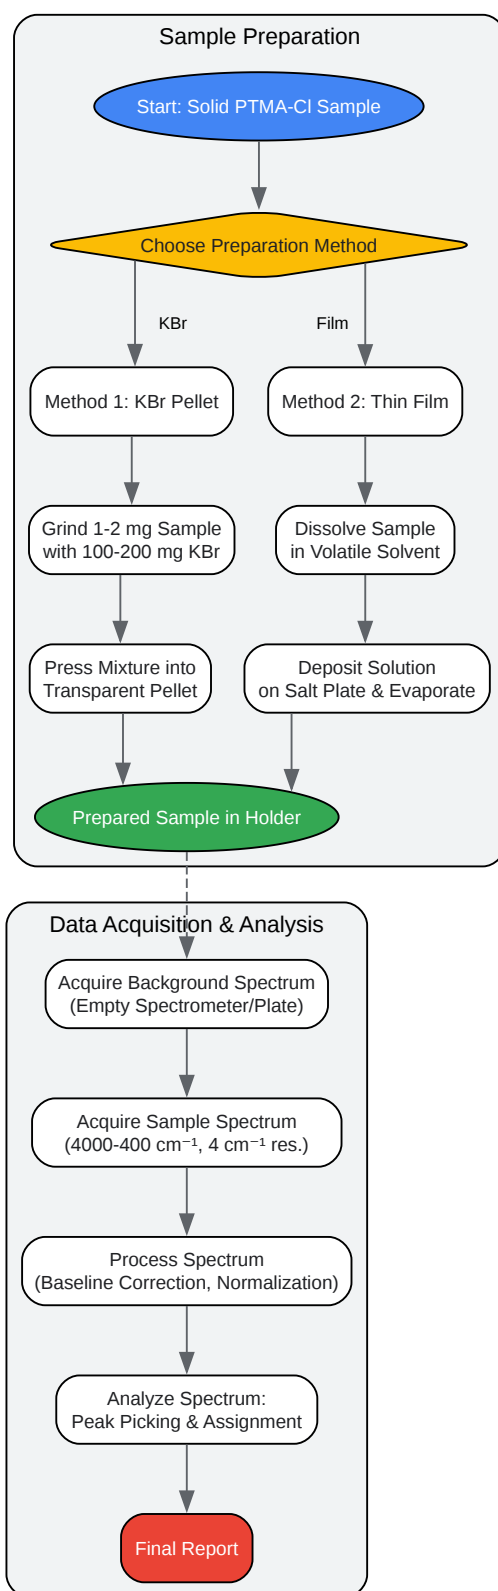 Sample Preparation
Start: Solid PTMA-Cl Sample
Choose Preparation Method
KBr
Film
Method 1: KBr Pellet
Method 2: Thin Film
Grind 1-2 mg Sample
with 100-200 mg KBr
Dissolve Sample
in Volatile Solvent
Press Mixture into
Transparent Pellet
Deposit Solution
on Salt Plate & Evaporate
Prepared Sample in Holder
Data Acquisition & Analysis
Acquire Background Spectrum
(Empty Spectrometer/Plate)
Acquire Sample Spectrum
(4000-400 cm⁻¹, 4 cm⁻¹ res.)
Process Spectrum
(Baseline Correction, Normalization)
Analyze Spectrum:
Peak Picking & Assignment
Final Report